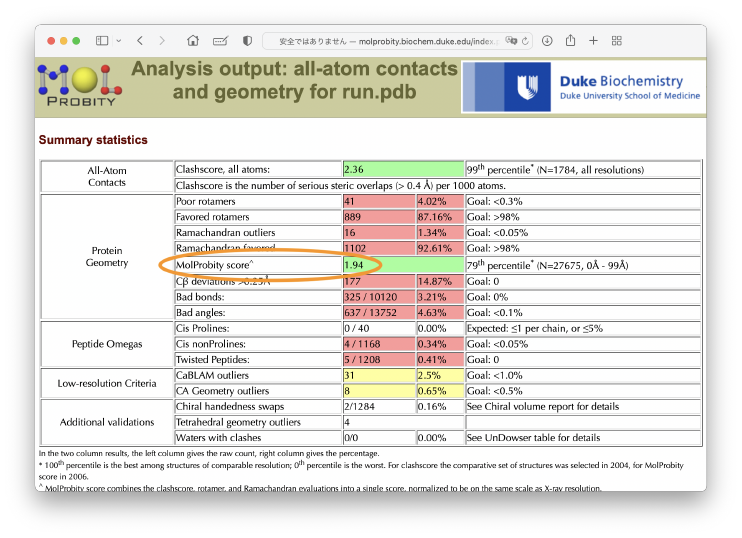 安全ではありません — molprobity.biochem.duke.edu/index.
MOL
PROBITY
Analysis output: all-atom contacts
and geometry for run.pdb
Duke Biochemistry
Duke University School of Medicine
Summary statistics
All-Atom
Contacts
Clashscore, all atoms: 2.36 99th percentile* (N=1784, all resolutions)
Clashscore is the number of serious steric overlaps (> 0.4 Å) per 1000 atoms.
Protein
Geometry
Poor rotamers 41 4.02% Goal: <0.3%
Favored rotamers 889 87.16% Goal: >98%
Ramachandran outliers 16 1.34% Goal: <0.05%
Ramachandran favored 1102 92.61% Goal: >98%
MolProbity score^ 1.94 79th percentile* (N=27675, 0Å - 99Å)
Cβ deviations >0.25Å 177 14.87% Goal: 0
Bad bonds: 325 / 10120 3.21% Goal: 0%
Bad angles: 637 / 13752 4.63% Goal: <0.1%
Peptide Omegas
Cis Prolines: 0 / 40 0.00% Expected: ≤1 per chain, or ≤5%
Cis nonProlines: 4 / 1168 0.34% Goal: <0.05%
Twisted Peptides: 5 / 1208 0.41% Goal: 0
Low-resolution Criteria
CaBLAM outliers 31 2.5% Goal: <1.0%
CA Geometry outliers 8 0.65% Goal: <0.5%
Additional validations
Chiral handedness swaps 2/1284 0.16% See Chiral volume report for details
Tetrahedral geometry outliers 4
Waters with clashes 0/0 0.00% See UnDowser table for details
In the two column results, the left column gives the raw count, right column gives the percentage.
* 100th percentile is the best among structures of comparable resolution; 0th percentile is the worst. For clashscore the comparative set of structures was selected in 2004, for MolProbity
score in 2006.
^ MolProbity score combines the clashscore, rotamer, and Ramachandran evaluations into a single score, normalized to be on the same scale as X-ray resolution.